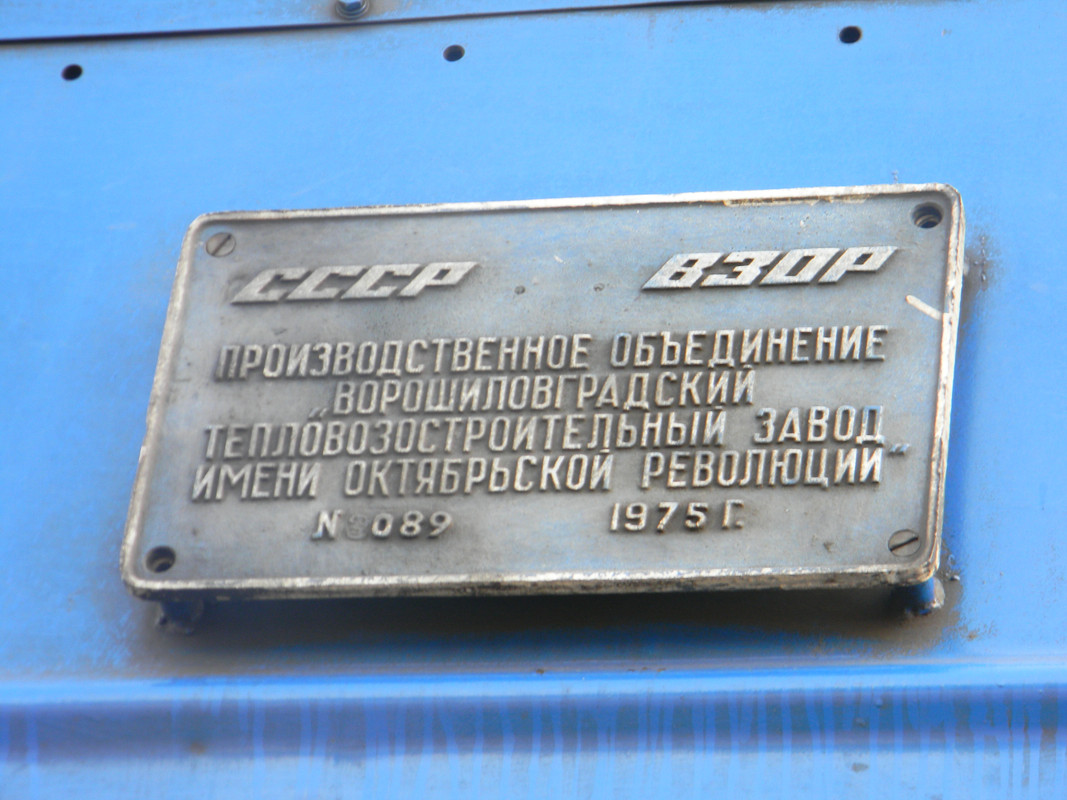 СССР ВЗОР
ПРОИЗВОДСТВЕННОЕ ОБЪЕДИНЕНИЕ
„ВОРОШИЛОВГРАДСКИЙ
ТЕПЛОВОЗОСТРОИТЕЛЬНЫЙ ЗАВОД
ИМЕНИ ОКТЯБРЬСКОЙ РЕВОЛЮЦИИ“
1975 Г.